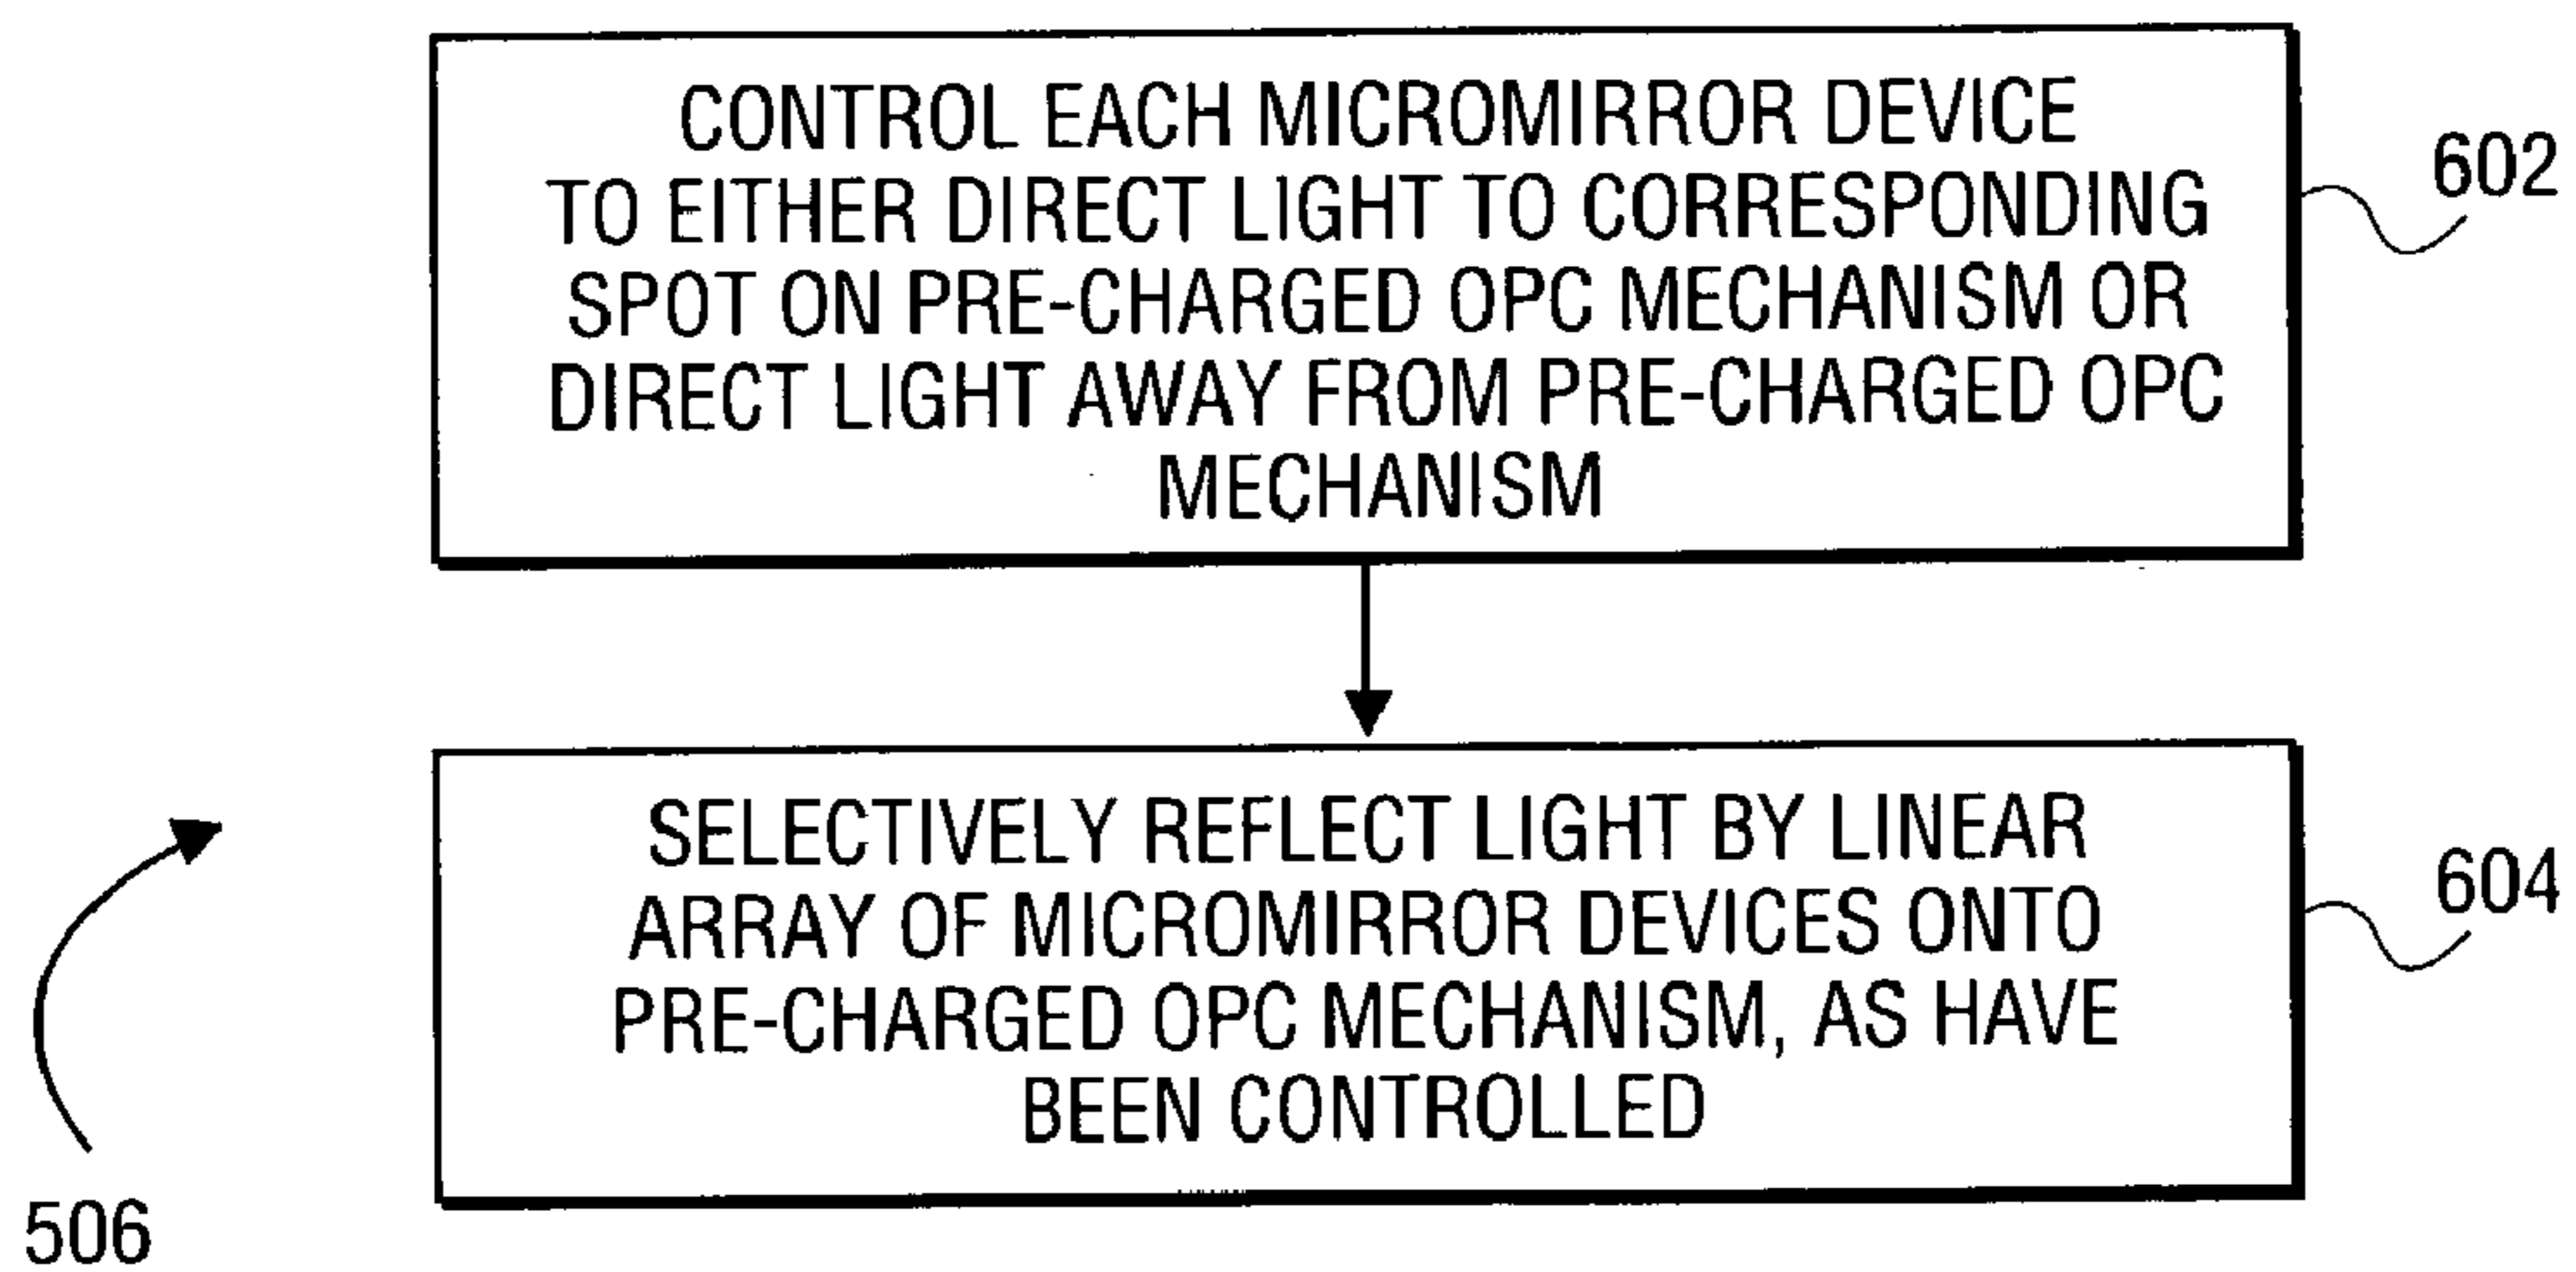 CONTROL EACH MICROMIRROR DEVICE
TO EITHER DIRECT LIGHT TO CORRESPONDING
SPOT ON PRE-CHARGED OPC MECHANISM OR
DIRECT LIGHT AWAY FROM PRE-CHARGED OPC
MECHANISM
602
SELECTIVELY REFLECT LIGHT BY LINEAR
ARRAY OF MICROMIRROR DEVICES ONTO
PRE-CHARGED OPC MECHANISM, AS HAVE
BEEN CONTROLLED
604
506